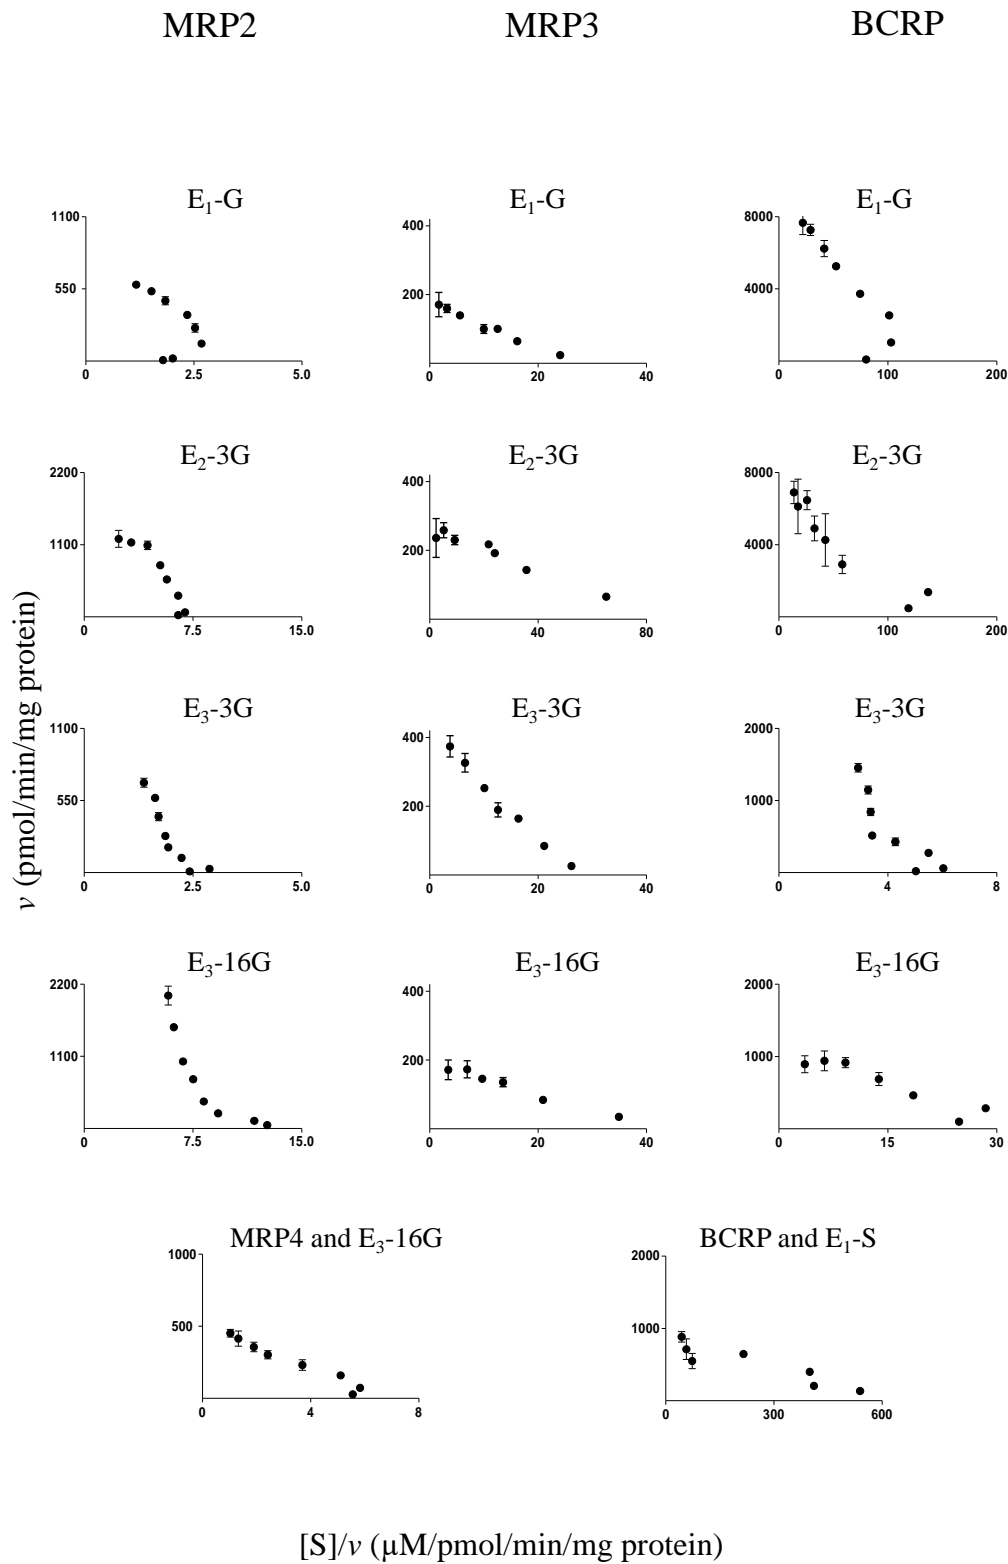 MRP2 MRP3 BCRP
E₁-G E₁-G E₁-G
1100 400 8000
550 200 4000
0 2.5 5.0 0 20 40 0 100 200
E₂-3G E₂-3G E₂-3G
2200 400 8000
1100 200 4000
0 7.5 15.0 0 40 80 0 100 200
E₃-3G E₃-3G E₃-3G
1100 400 2000
550 200 1000
0 2.5 5.0 0 20 40 0 4 8
E₃-16G E₃-16G E₃-16G
2200 400 2000
1100 200 1000
0 7.5 15.0 0 20 40 0 15 30
v (pmol/min/mg protein)
MRP4 and E₃-16G BCRP and E₁-S
1000 2000
500 1000
0 4 8 0 300 600
[S]/v (µM/pmol/min/mg protein)